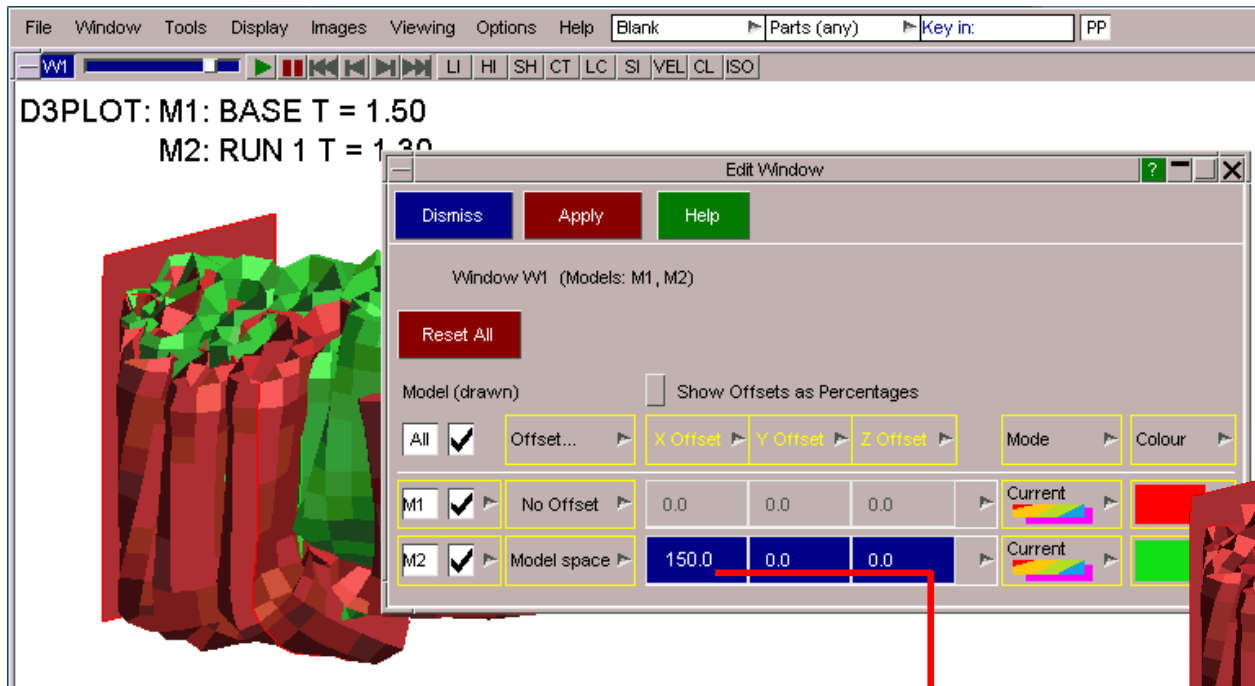 File Window Tools Display Images Viewing Options Help Blank Parts (any) Key in: PP
W1 LI HI SH CT LC SI VEL CL ISO
D3PLOT: M1: BASE T = 1.50
M2: RUN 1 T = 1.30
Edit Window ?
Dismiss Apply Help
Window W1 (Models: M1, M2)
Reset All
Model (drawn) Show Offsets as Percentages
All Offset... X Offset Y Offset Z Offset Mode Colour
M1 No Offset 0.0 0.0 0.0 Current
M2 Model space 150.0 0.0 0.0 Current